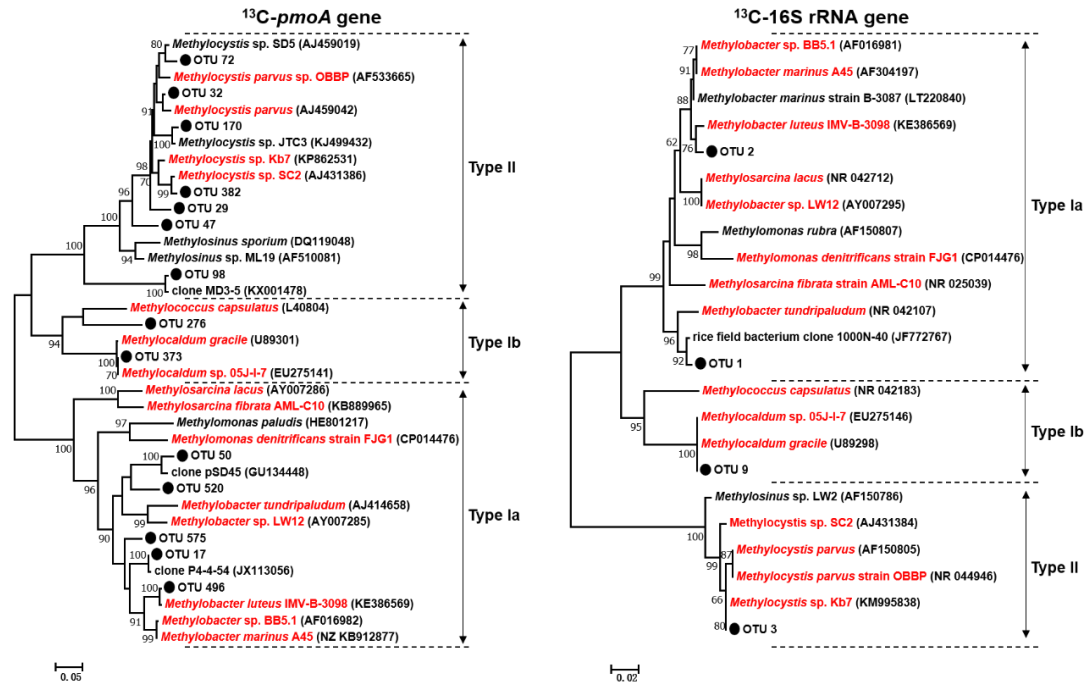 13C-pmoA gene
80
Methylocystis sp. SD5 (AJ459019)
OTU 72
Methylocystis parvus sp. OBBP (AF533665)
OTU 32
91
Methylocystis parvus (AJ459042)
OTU 170
100
Methylocystis sp. JTC3 (KJ499432)
Methylocystis sp. Kb7 (KP862531)
98
70
Methylocystis sp. SC2 (AJ431386)
99
OTU 382
96
OTU 29
100
OTU 47
Methylosinus sporium (DQ119048)
100
94
Methylosinus sp. ML19 (AF510081)
OTU 98
100
clone MD3-5 (KX001478)
Type II
Methylococcus capsulatus (L40804)
OTU 276
94
Methylocaldum gracile (U89301)
100
OTU 373
70
Methylocaldum sp. 05J-I-7 (EU275141)
Type Ib
100
Methylosarcina lacus (AY007286)
Methylosarcina fibrata AML-C10 (KB889965)
97
Methylomonas paludis (HE801217)
100
Methylomonas denitrificans strain FJG1 (CP014476)
100
OTU 50
clone pSD45 (GU134448)
96
OTU 520
Methylobacter tundripaludum (AJ414658)
99
Methylobacter sp. LW12 (AY007285)
90
OTU 575
100
OTU 17
clone P4-4-54 (JX113056)
100
OTU 496
Methylobacter luteus IMV-B-3098 (KE386569)
91
Methylobacter sp. BB5.1 (AF016982)
99
Methylobacter marinus A45 (NZ KB912877)
Type Ia
0.05
13C-16S rRNA gene
77
Methylobacter sp. BB5.1 (AF016981)
91
Methylobacter marinus A45 (AF304197)
88
Methylobacter marinus strain B-3087 (LT220840)
Methylobacter luteus IMV-B-3098 (KE386569)
62
76
OTU 2
Methylosarcina lacus (NR 042712)
100
Methylobacter sp. LW12 (AY007295)
Methylomonas rubra (AF150807)
98
Methylomonas denitrificans strain FJG1 (CP014476)
99
Methylosarcina fibrata strain AML-C10 (NR 025039)
Methylobacter tundripaludum (NR 042107)
96
rice field bacterium clone 1000N-40 (JF772767)
92
OTU 1
Type Ia
Methylococcus capsulatus (NR 042183)
95
Methylocaldum sp. 05J-I-7 (EU275146)
Methylocaldum gracile (U89298)
100
OTU 9
Type Ib
Methylosinus sp. LW2 (AF150786)
100
Methylocystis sp. SC2 (AJ431384)
87
Methylocystis parvus (AF150805)
99
Methylocystis parvus strain OBBP (NR 044946)
66
Methylocystis sp. Kb7 (KM995838)
80
OTU 3
Type II
0.02